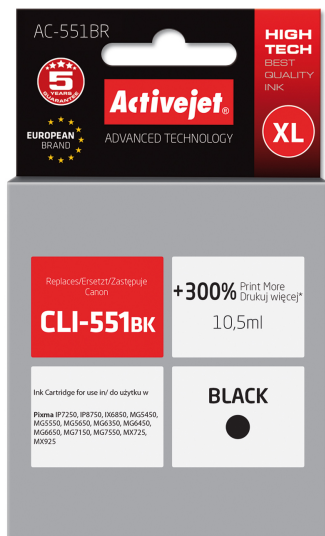 AC-551BR
HIGH
TECH
BEST
QUALITY
INK
5
YEARS
GUARANTEE
Activejet®
EUROPEAN
BRAND
ADVANCED TECHNOLOGY
XL
Replaces/Ersetzt/Zastępuje
Canon
CLI-551BK
+300% Print More
Drukuj więcej*
10,5ml
Ink Cartridge for use in/ do użytku w
Pixma IP7250, IP8750, IX6850, MG5450,
MG5550, MG5650, MG6350, MG6450,
MG6650, MG7150, MG7550, MX725,
MX925
BLACK